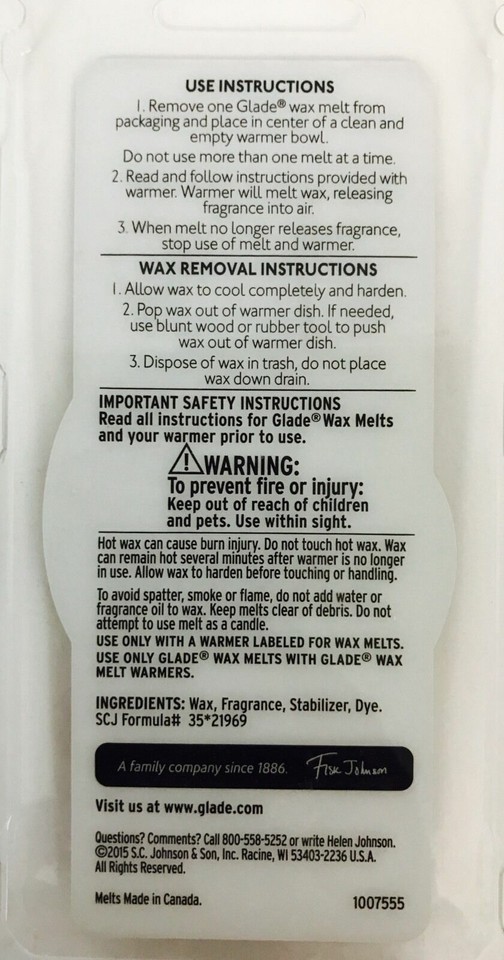 USE INSTRUCTIONS
1. Remove one Glade® wax melt from
packaging and place in center of a clean and
empty warmer bowl.
Do not use more than one melt at a time.
2. Read and follow instructions provided with
warmer. Warmer will melt wax, releasing
fragrance into air.
3. When melt no longer releases fragrance,
stop use of melt and warmer.
WAX REMOVAL INSTRUCTIONS
1. Allow wax to cool completely and harden.
2. Pop wax out of warmer dish. If needed,
use blunt wood or rubber tool to push
wax out of warmer dish.
3. Dispose of wax in trash, do not place
wax down drain.
IMPORTANT SAFETY INSTRUCTIONS
Read all instructions for Glade® Wax Melts
and your warmer prior to use.
⚠WARNING:
To prevent fire or injury:
Keep out of reach of children
and pets. Use within sight.
Hot wax can cause burn injury. Do not touch hot wax. Wax
can remain hot several minutes after warmer is no longer
in use. Allow wax to harden before touching or handling.
To avoid spatter, smoke or flame, do not add water or
fragrance oil to wax. Keep melts clear of debris. Do not
attempt to use melt as a candle.
USE ONLY WITH A WARMER LABELED FOR WAX MELTS.
USE ONLY GLADE® WAX MELTS WITH GLADE® WAX
MELT WARMERS.
INGREDIENTS: Wax, Fragrance, Stabilizer, Dye.
SCJ Formula# 35*21969
A family company since 1886. Fisk Johnson
Visit us at www.glade.com
Questions? Comments? Call 800-558-5252 or write Helen Johnson.
©2015 S.C. Johnson & Son, Inc. Racine, WI 53403-2236 U.S.A.
All Rights Reserved.
Melts Made in Canada. 1007555